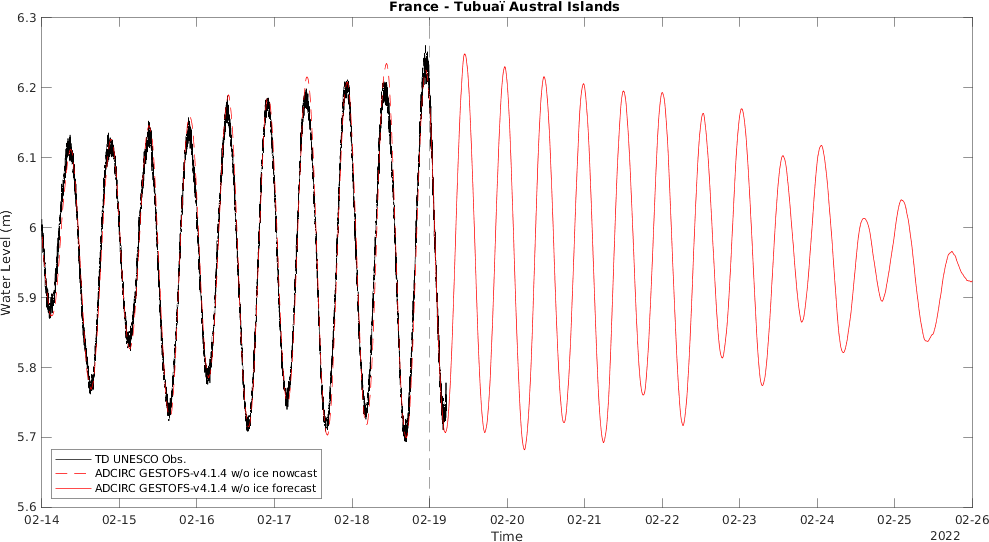 France - Tubuaï Austral Islands
6.3
6.2
6.1
6
5.9
5.8
5.7
5.6
Water Level (m)
TD UNESCO Obs.
ADCIRC GESTOFS-v4.1.4 w/o ice nowcast
ADCIRC GESTOFS-v4.1.4 w/o ice forecast
02-14 02-15 02-16 02-17 02-18 02-19 02-20 02-21 02-22 02-23 02-24 02-25 02-26
Time
2022